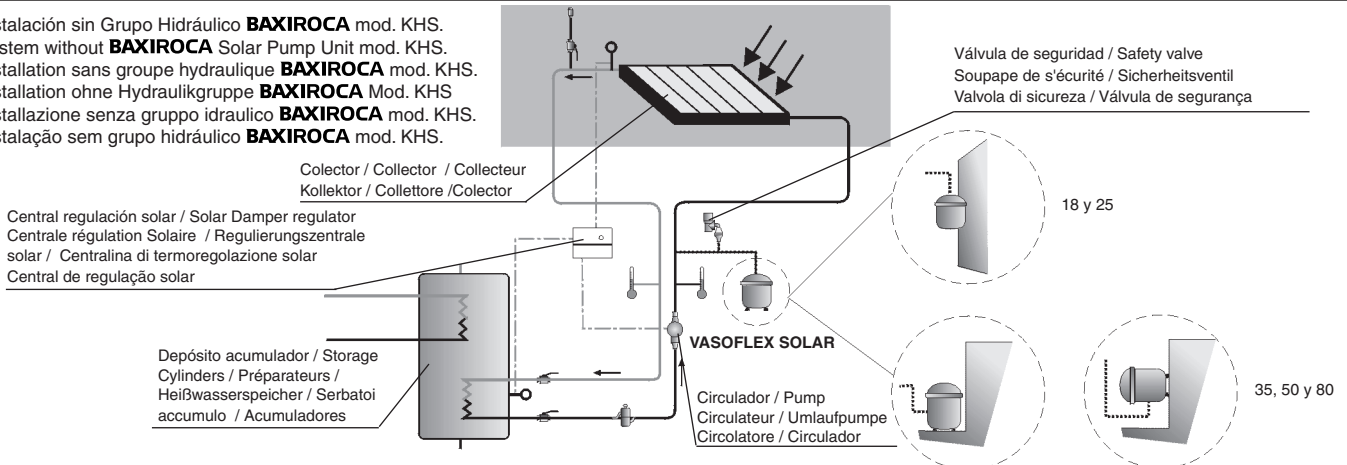 stalación sin Grupo Hidráulico BAXIROCA mod. KHS.
stem without BAXIROCA Solar Pump Unit mod. KHS.
stallation sans groupe hydraulique BAXIROCA mod. KHS.
stallation ohne Hydraulikgruppe BAXIROCA Mod. KHS
stallazione senza gruppo idraulico BAXIROCA mod. KHS.
stalação sem grupo hidráulico BAXIROCA mod. KHS.
Válvula de seguridad / Safety valve
Soupape de s'écurité / Sicherheitsventil
Valvola di sicureza / Válvula de segurança
Colector / Collector / Collecteur
Kollektor / Collettore /Colector
18 y 25
Central regulación solar / Solar Damper regulator
Centrale régulation Solaire / Regulierungszentrale
solar / Centralina di termoregolazione solar
Central de regulação solar
VASOFLEX SOLAR
Depósito acumulador / Storage
Cylinders / Préparateurs /
Heißwasserspeicher / Serbatoi
accumulo / Acumuladores
Circulador / Pump
Circulateur / Umlaufpumpe
Circolatore / Circulador
35, 50 y 80